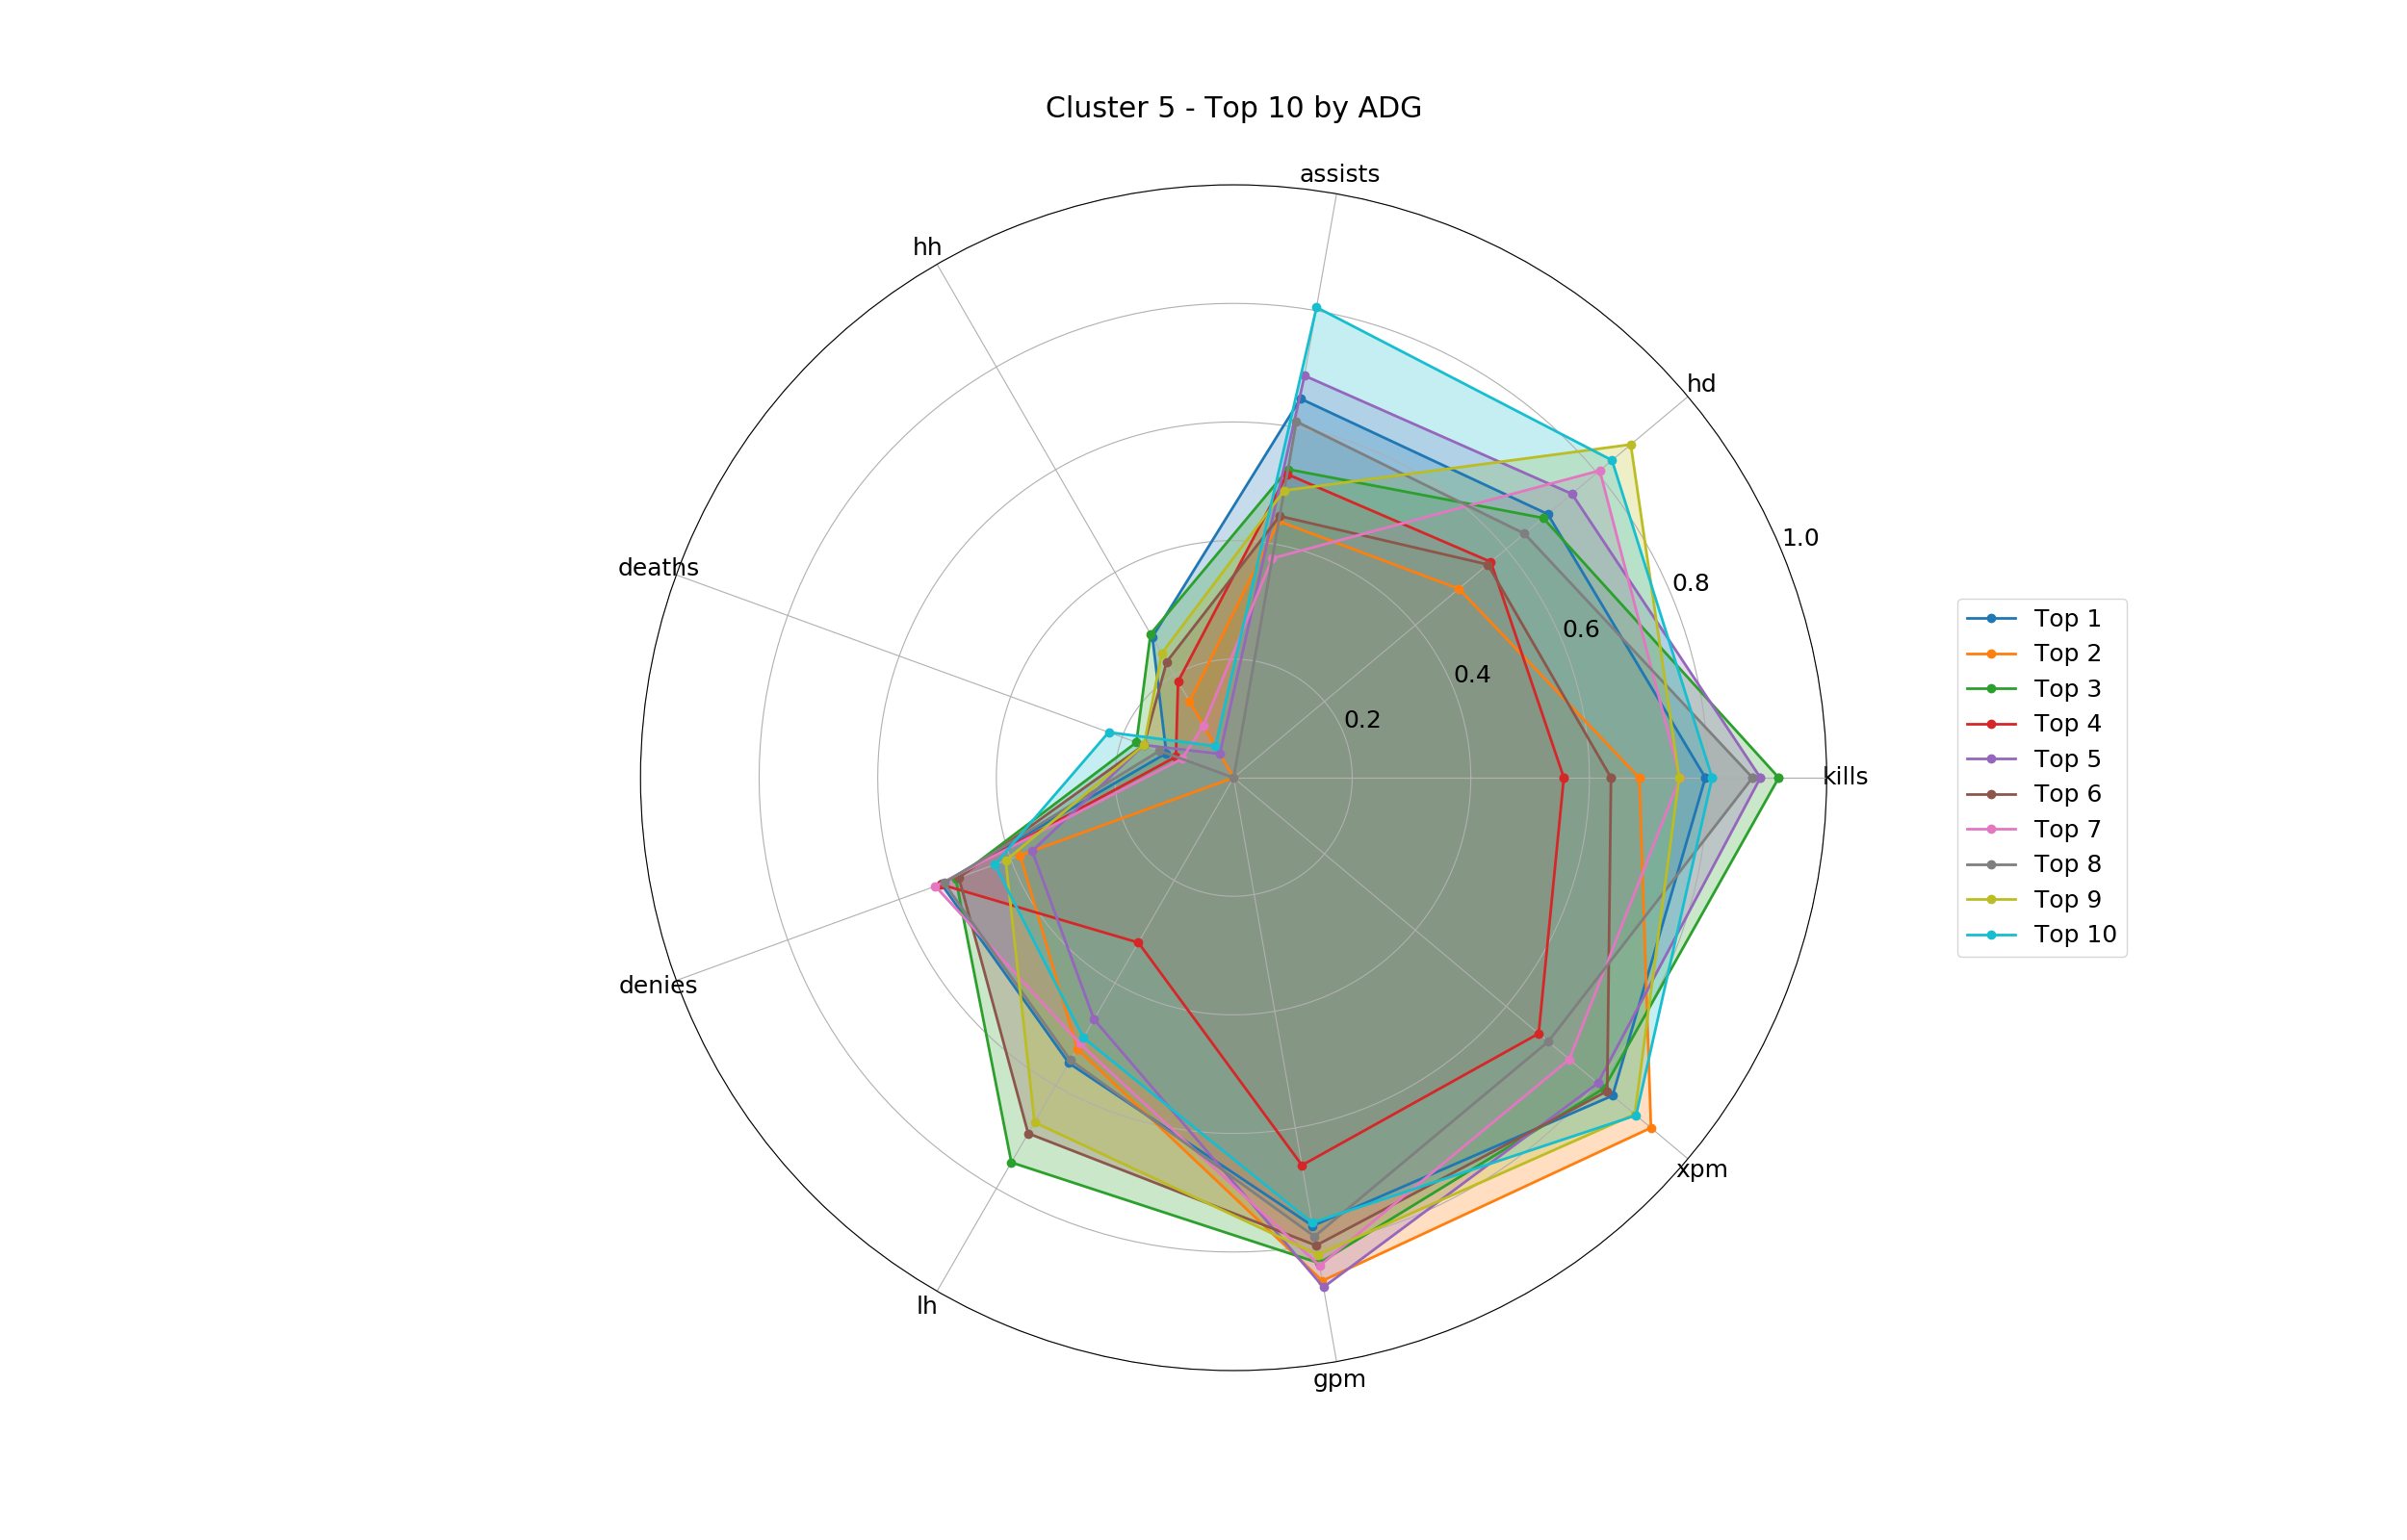 Cluster 5 - Top 10 by ADG
assists
hh
hd
deaths
1.0
0.8
0.6
0.4
0.2
kills
denies
xpm
lh
gpm
Top 1
Top 2
Top 3
Top 4
Top 5
Top 6
Top 7
Top 8
Top 9
Top 10